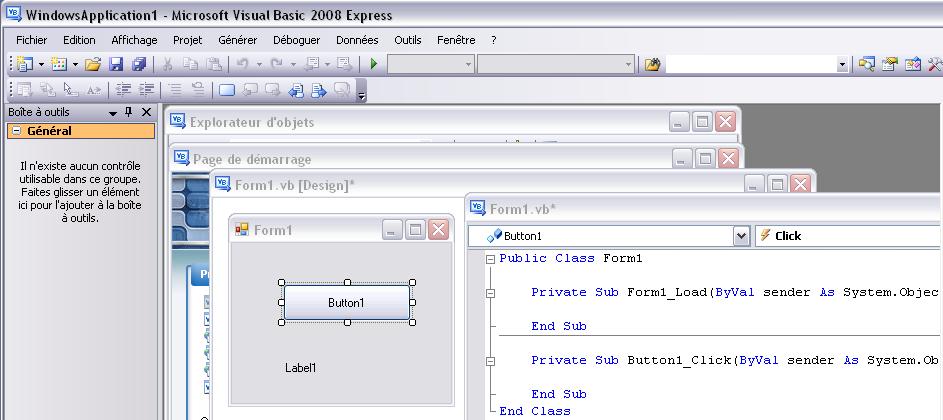 WindowsApplication1 - Microsoft Visual Basic 2008 Express
Fichier Edition Affichage Projet Générer Déboguer Données Outils Fenêtre ?
Boîte à outils
Général
Il n'existe aucun contrôle
utilisable dans ce groupe.
Faites glisser un élément
ici pour l'ajouter à la boîte
à outils.
Explorateur d'objets
Page de démarrage
Form1.vb [Design]*
Form1
Button1
Label1
Form1.vb*
Button1 Click
Public Class Form1
Private Sub Form1_Load(ByVal sender As System.Objec
End Sub
Private Sub Button1_Click(ByVal sender As System.Ob
End Sub
End Class